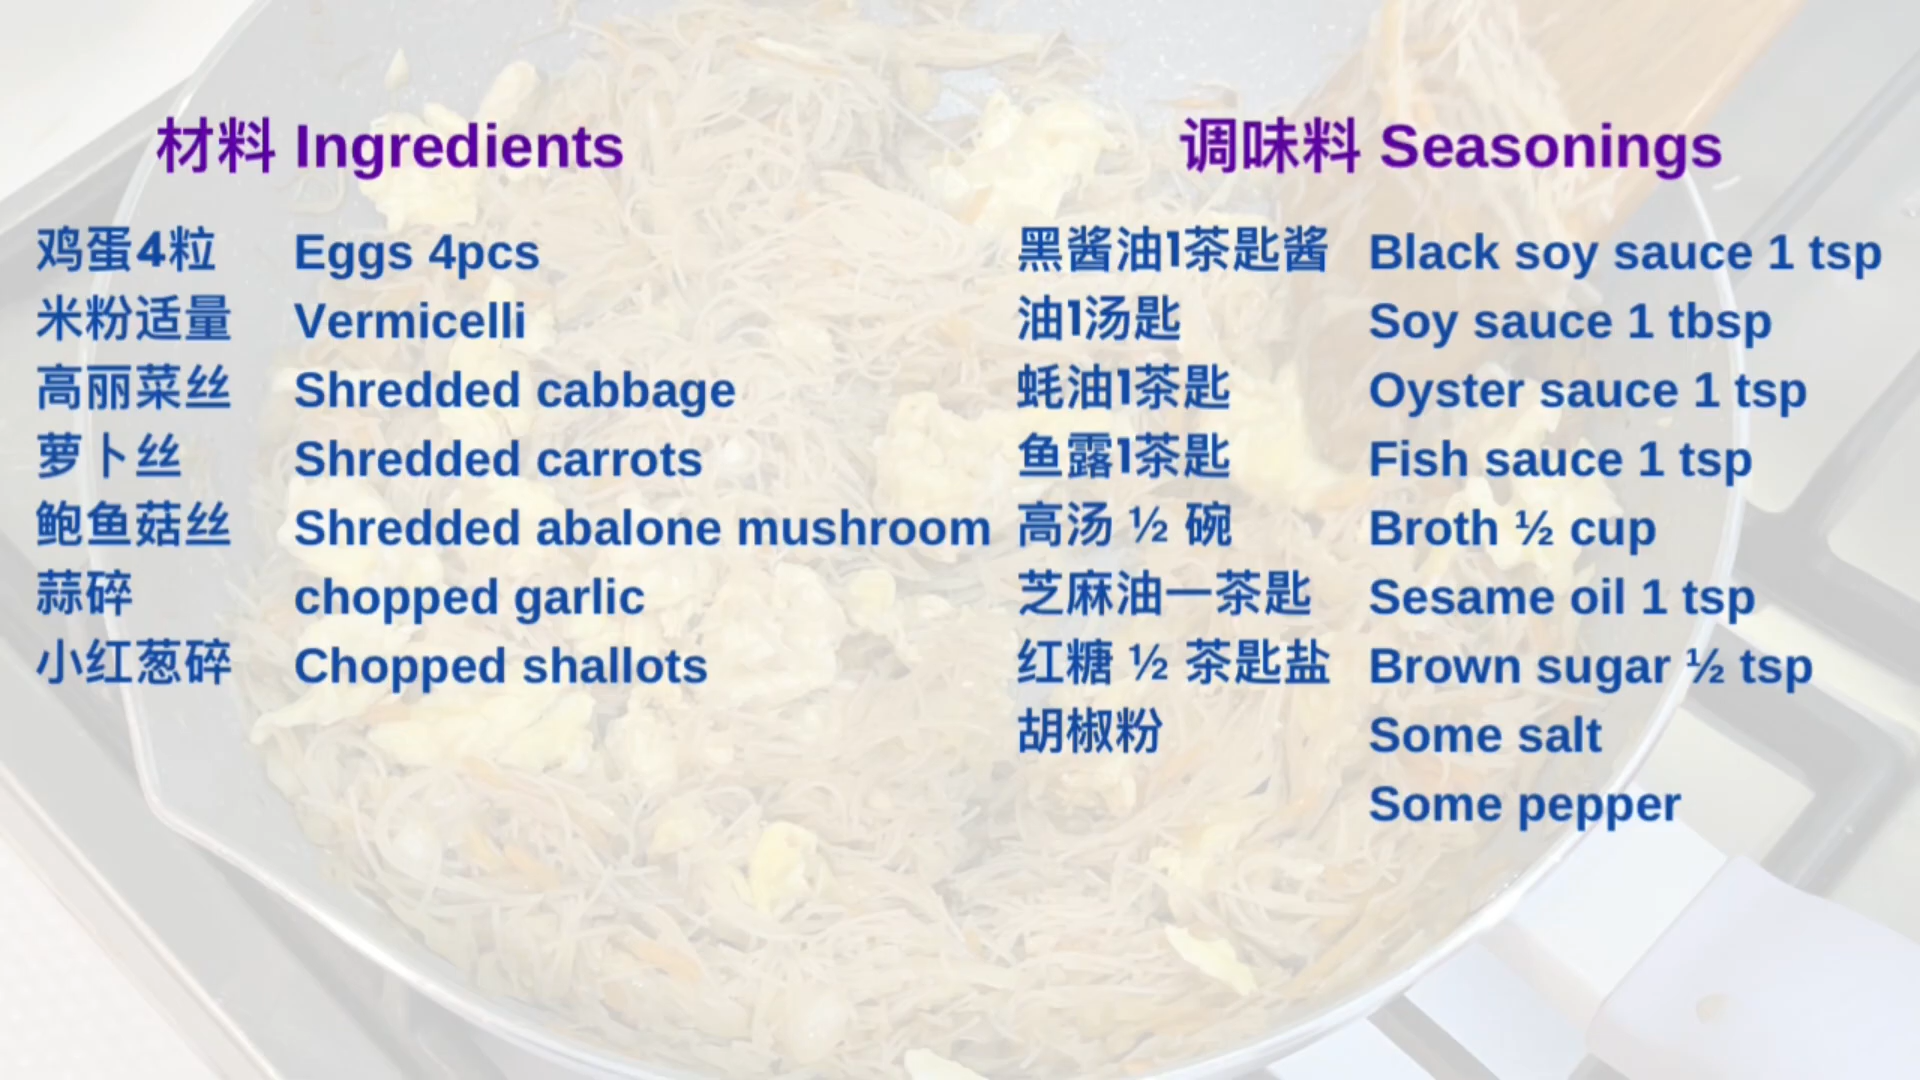 材料 Ingredients
鸡蛋4粒 Eggs 4pcs
米粉适量 Vermicelli
高丽菜丝 Shredded cabbage
萝卜丝 Shredded carrots
鲍鱼菇丝 Shredded abalone mushroom
蒜碎 chopped garlic
小红葱碎 Chopped shallots
调味料 Seasonings
黑酱油1茶匙酱 Black soy sauce 1 tsp
油1汤匙 Soy sauce 1 tbsp
蚝油1茶匙 Oyster sauce 1 tsp
鱼露1茶匙 Fish sauce 1 tsp
高汤 ½ 碗 Broth ½ cup
芝麻油一茶匙 Sesame oil 1 tsp
红糖 ½ 茶匙盐 Brown sugar ½ tsp
胡椒粉 Some salt
Some pepper